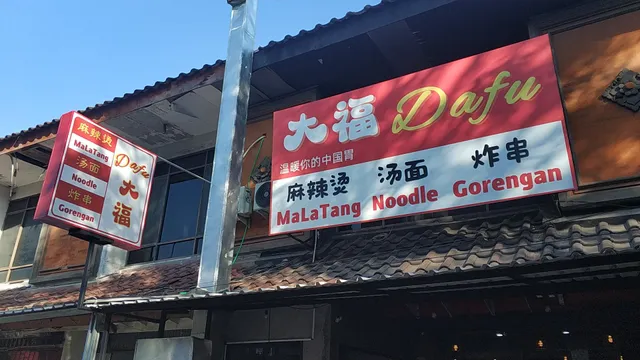 麻辣烫
MaLaTang
汤面
Noodle
炸串
Gorengan
Dafu
大福
大福 Dafu
温暖你的中国胃
麻辣烫 汤面 炸串
MaLaTang Noodle Gorengan